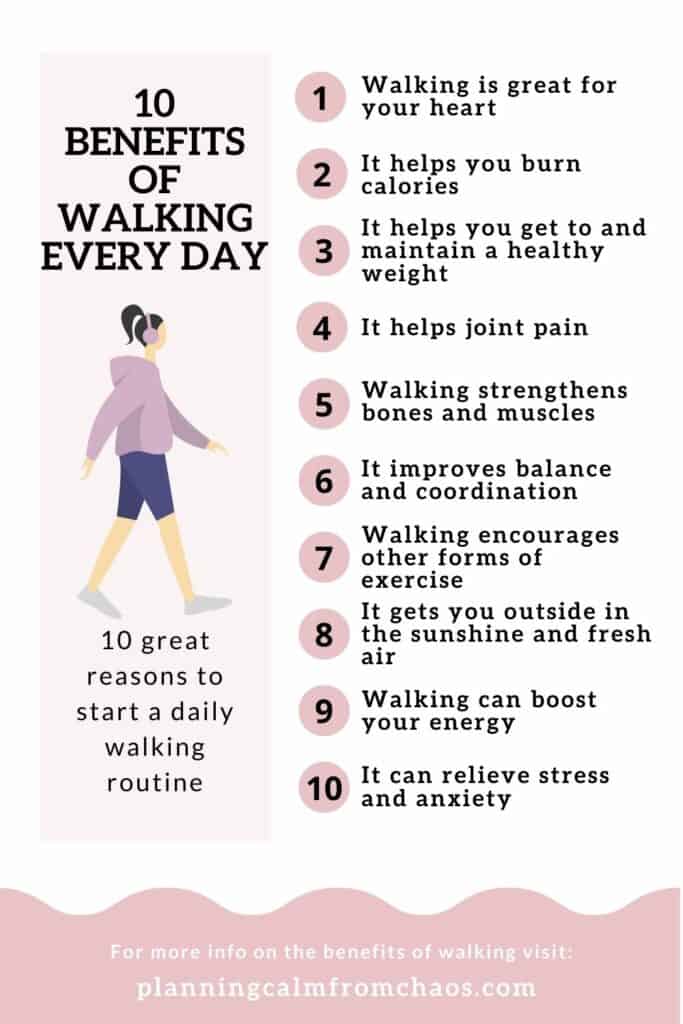 10
BENEFITS
OF
WALKING
EVERY DAY
10 great
reasons to
start a daily
walking
routine
1
Walking is great for
your heart
2
It helps you burn
calories
3
It helps you get to and
maintain a healthy
weight
4
It helps joint pain
5
Walking strengthens
bones and muscles
6
It improves balance
and coordination
7
Walking encourages
other forms of
exercise
8
It gets you outside in
the sunshine and fresh
air
9
Walking can boost
your energy
10
It can relieve stress
and anxiety
For more info on the benefits of walking visit:
planningcalmfromchaos.com